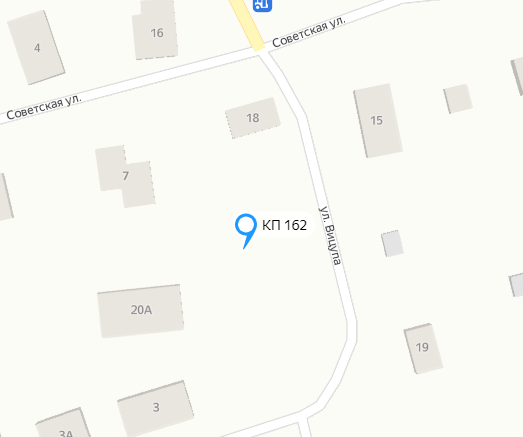 4
16
Советская ул.
Советская ул.
18
15
7
КП 162
ул. Вицупа
20А
19
3
3А